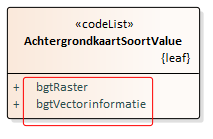 «codeList»
AchtergrondkaartSoortValue
{leaf}
+ bgtRaster
+ bgtVectorinformatie